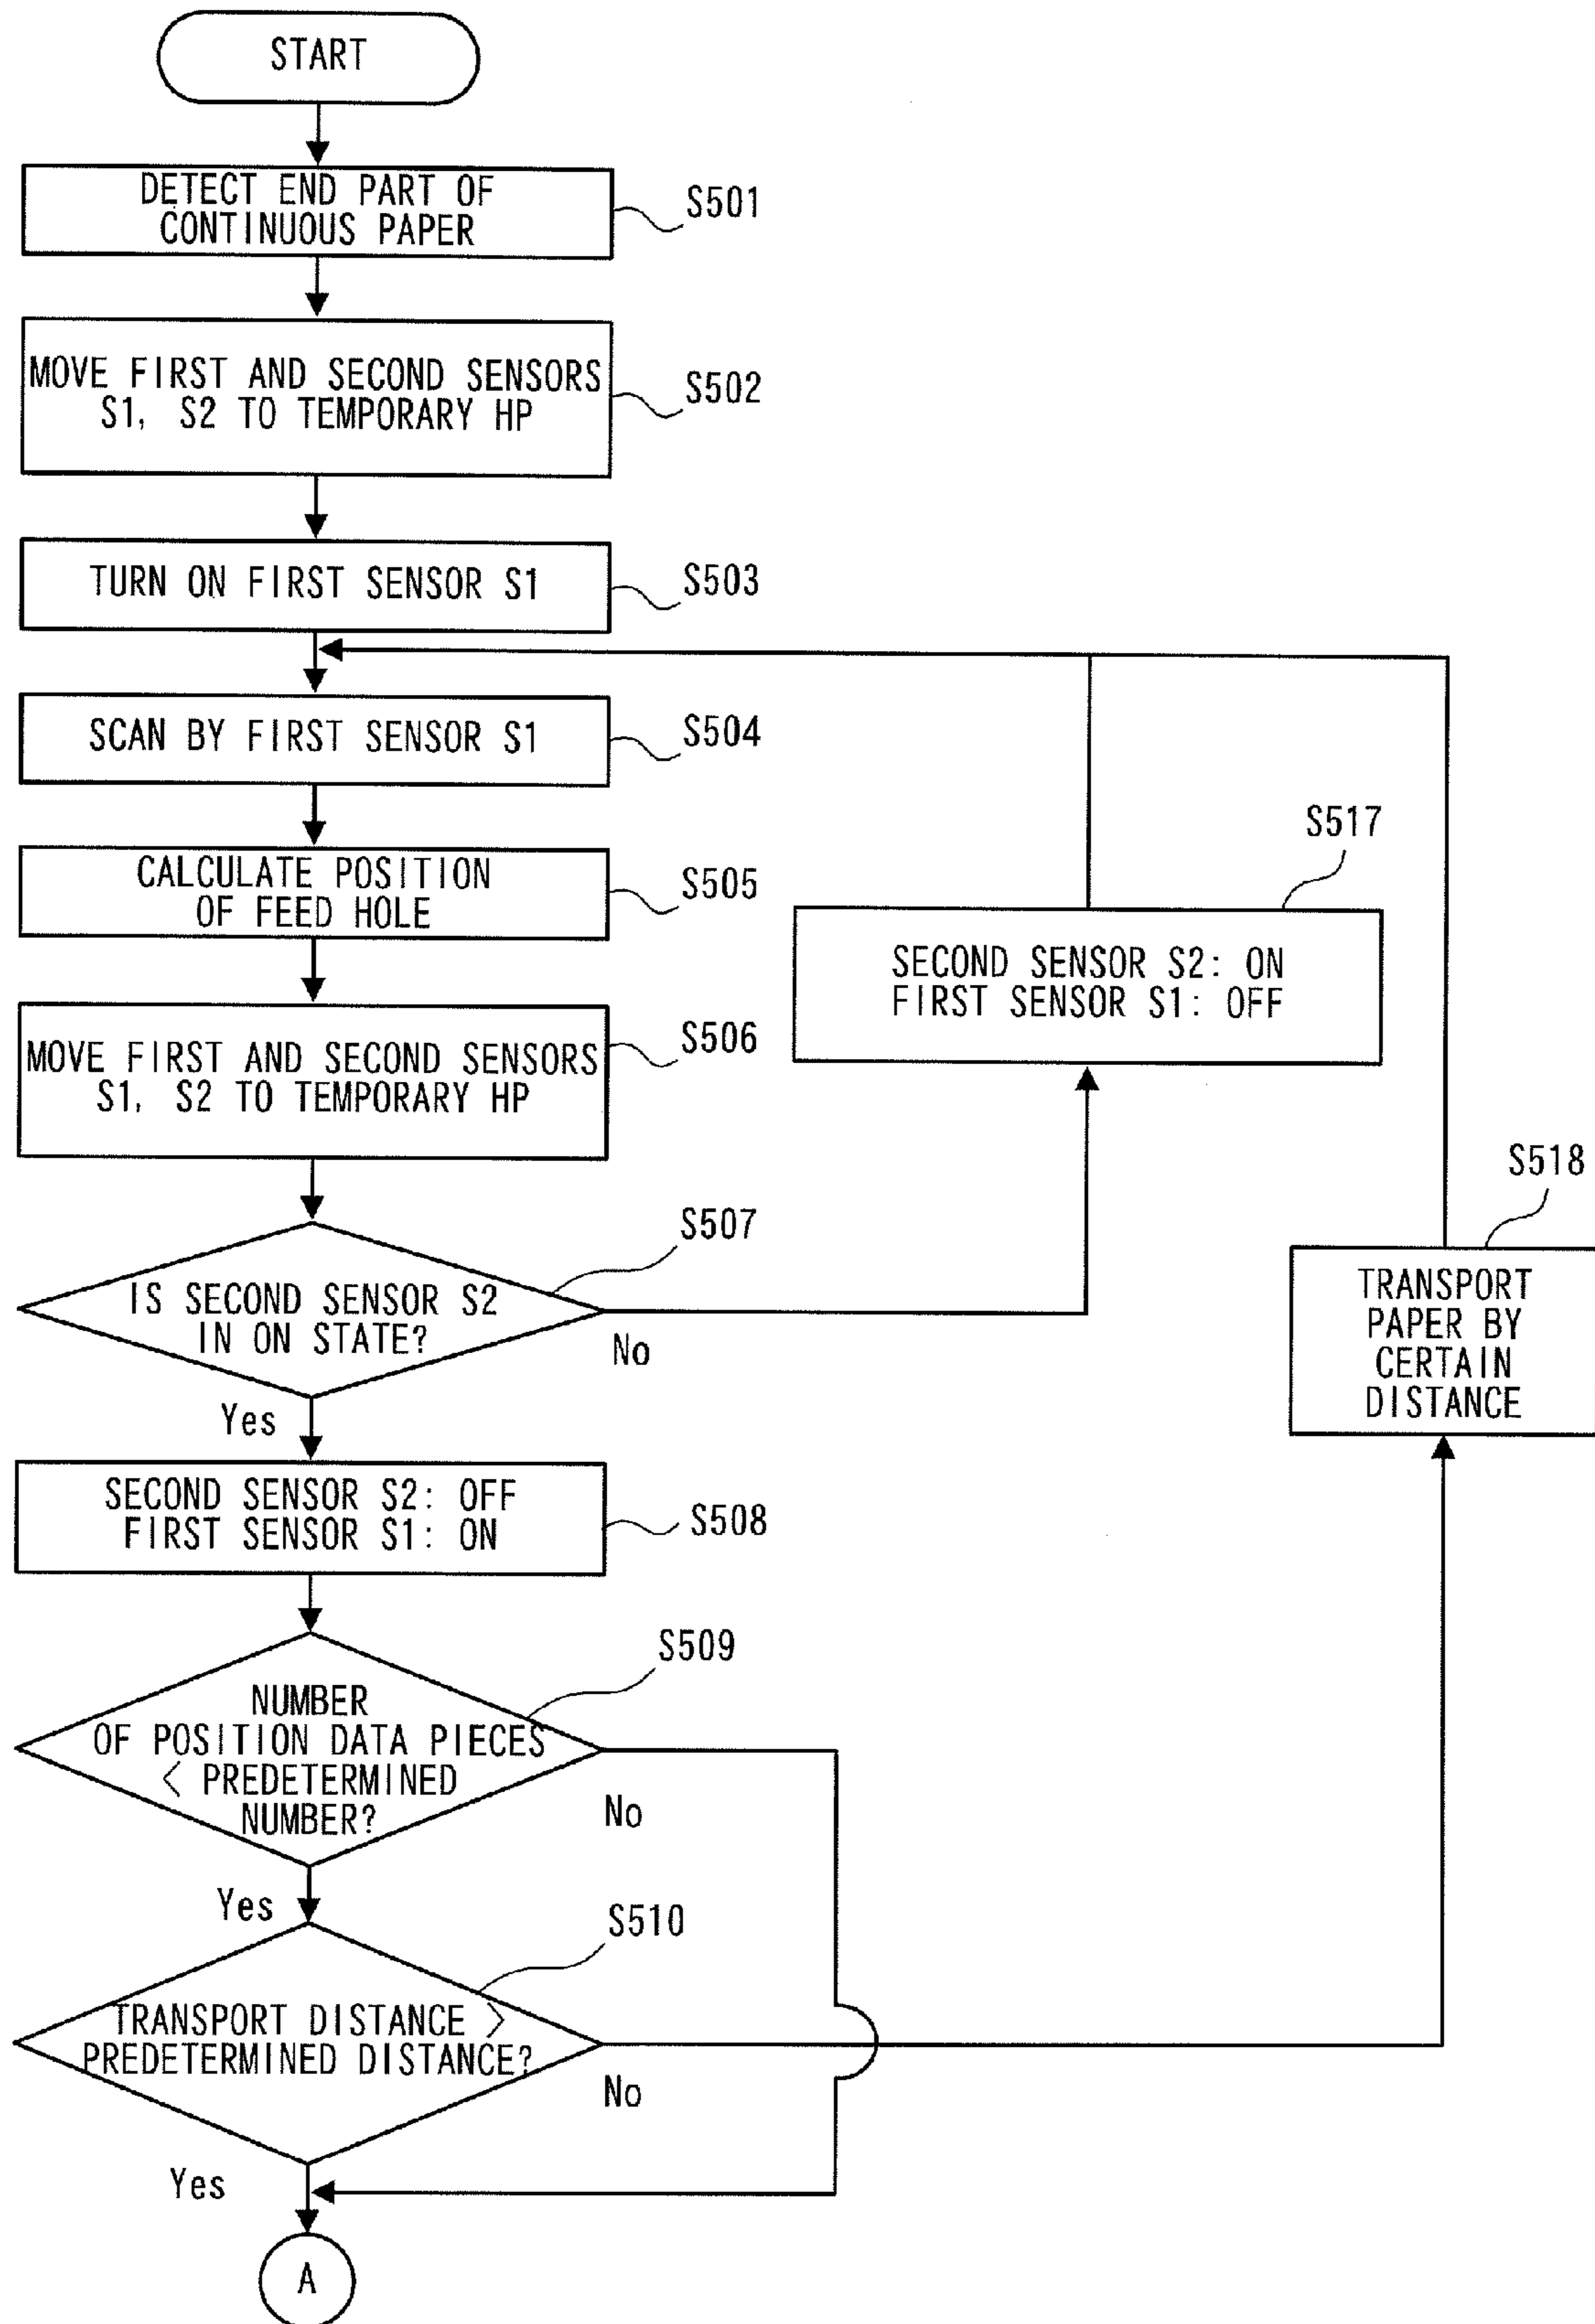 START
DETECT END PART OF
CONTINUOUS PAPER
S501
MOVE FIRST AND SECOND SENSORS
S1, S2 TO TEMPORARY HP
S502
TURN ON FIRST SENSOR S1
S503
SCAN BY FIRST SENSOR S1
S504
CALCULATE POSITION
OF FEED HOLE
S505
MOVE FIRST AND SECOND SENSORS
S1, S2 TO TEMPORARY HP
S506
S517
SECOND SENSOR S2: ON
FIRST SENSOR S1: OFF
IS SECOND SENSOR S2
IN ON STATE?
S507
No
Yes
S518
TRANSPORT
PAPER BY
CERTAIN
DISTANCE
SECOND SENSOR S2: OFF
FIRST SENSOR S1: ON
S508
NUMBER
OF POSITION DATA PIECES
< PREDETERMINED
NUMBER?
S509
No
Yes
TRANSPORT DISTANCE >
PREDETERMINED DISTANCE?
S510
No
Yes
A